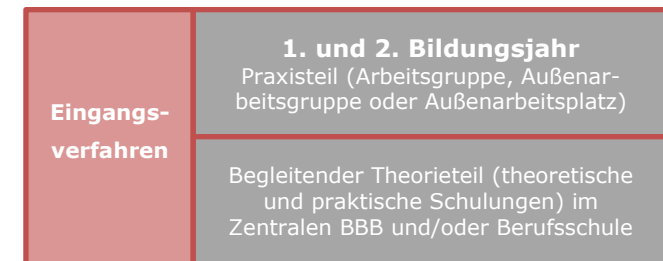 Eingangs-
verfahren
1. und 2. Bildungsjahr
Praxisteil (Arbeitsgruppe, Außenar-
beitsgruppe oder Außenarbeitsplatz)
Begleitender Theorieteil (theoretische
und praktische Schulungen) im
Zentralen BBB und/oder Berufsschule